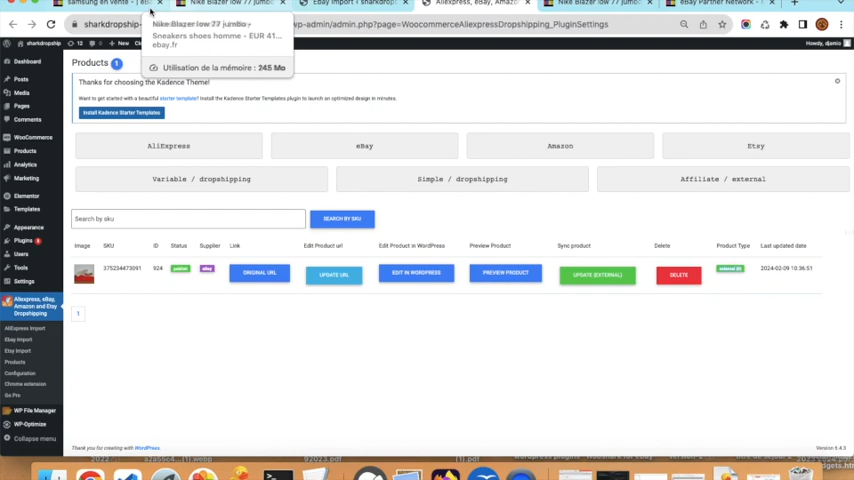 samsung en vente - | eBa
Nike Blazer low 77 jumbo
Ebay import ‹ sharkdrops
Aliexpress, eBay, Amazo
Nike Blazer low 77 jumb
eBay Partner Network -
sharkdropship-
wp-admin/admin.php?page=WoocommerceAliexpressDropshipping_PluginSettings
Nike Blazer low 77 jumbo -
Sneakers shoes homme - EUR 41...
ebay.fr
Utilisation de la mémoire : 245 Mo
sharkdropship
12
New
Howdy, djamio
Dashboard
Posts
Media
Pages
Comments
WooCommerce
Products
Analytics
Marketing
Elementor
Templates
Appearance
Plugins
Users
Tools
Settings
Aliexpress, eBay,
Amazon and Etsy
Dropshipping
AliExpress Import
Ebay import
Etsy import
Products
Configuration
Chrome extension
Go Pro
WP File Manager
WP-Optimize
Collapse menu
Products 1
Thanks for choosing the Kadence Theme!
Want to get started with a beautiful starter template? Install the Kadence Starter Templates plugin to launch an optimized design in minutes.
Install Kadence Starter Templates
AliExpress
eBay
Amazon
Etsy
Variable / dropshipping
Simple / dropshipping
Affiliate / external
Search by sku
SEARCH BY SKU
Image SKU ID Status Supplier Link Edit Product url Edit Product in WordPress Preview Product Sync product Delete Product Type Last updated date
375234473091 924 publish eBay ORIGINAL URL UPDATE URL EDIT IN WORDPRESS PREVIEW PRODUCT UPDATE (EXTERNAL) DELETE 2024-02-09 10:36:51
1
Thank you for creating with WordPress.
Version 6.4.3